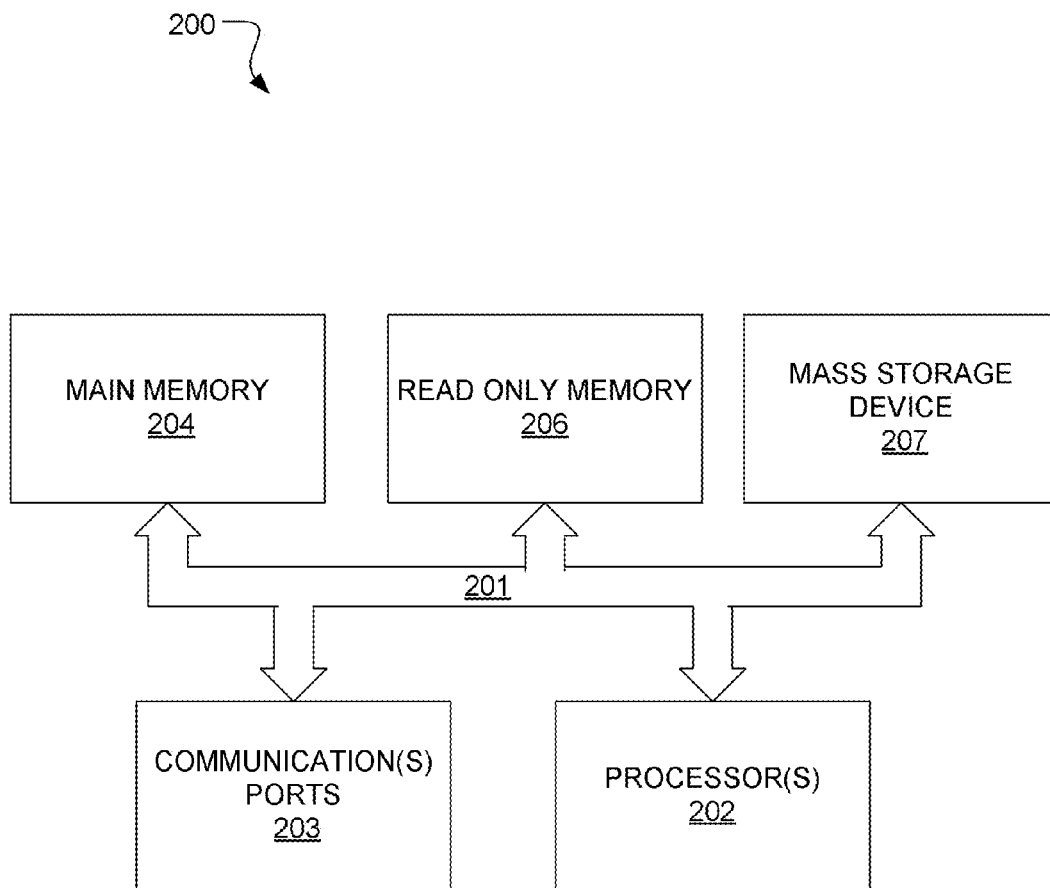 200
MAIN MEMORY
204
READ ONLY MEMORY
206
MASS STORAGE
DEVICE
207
201
COMMUNICATION(S)
PORTS
203
PROCESSOR(S)
202